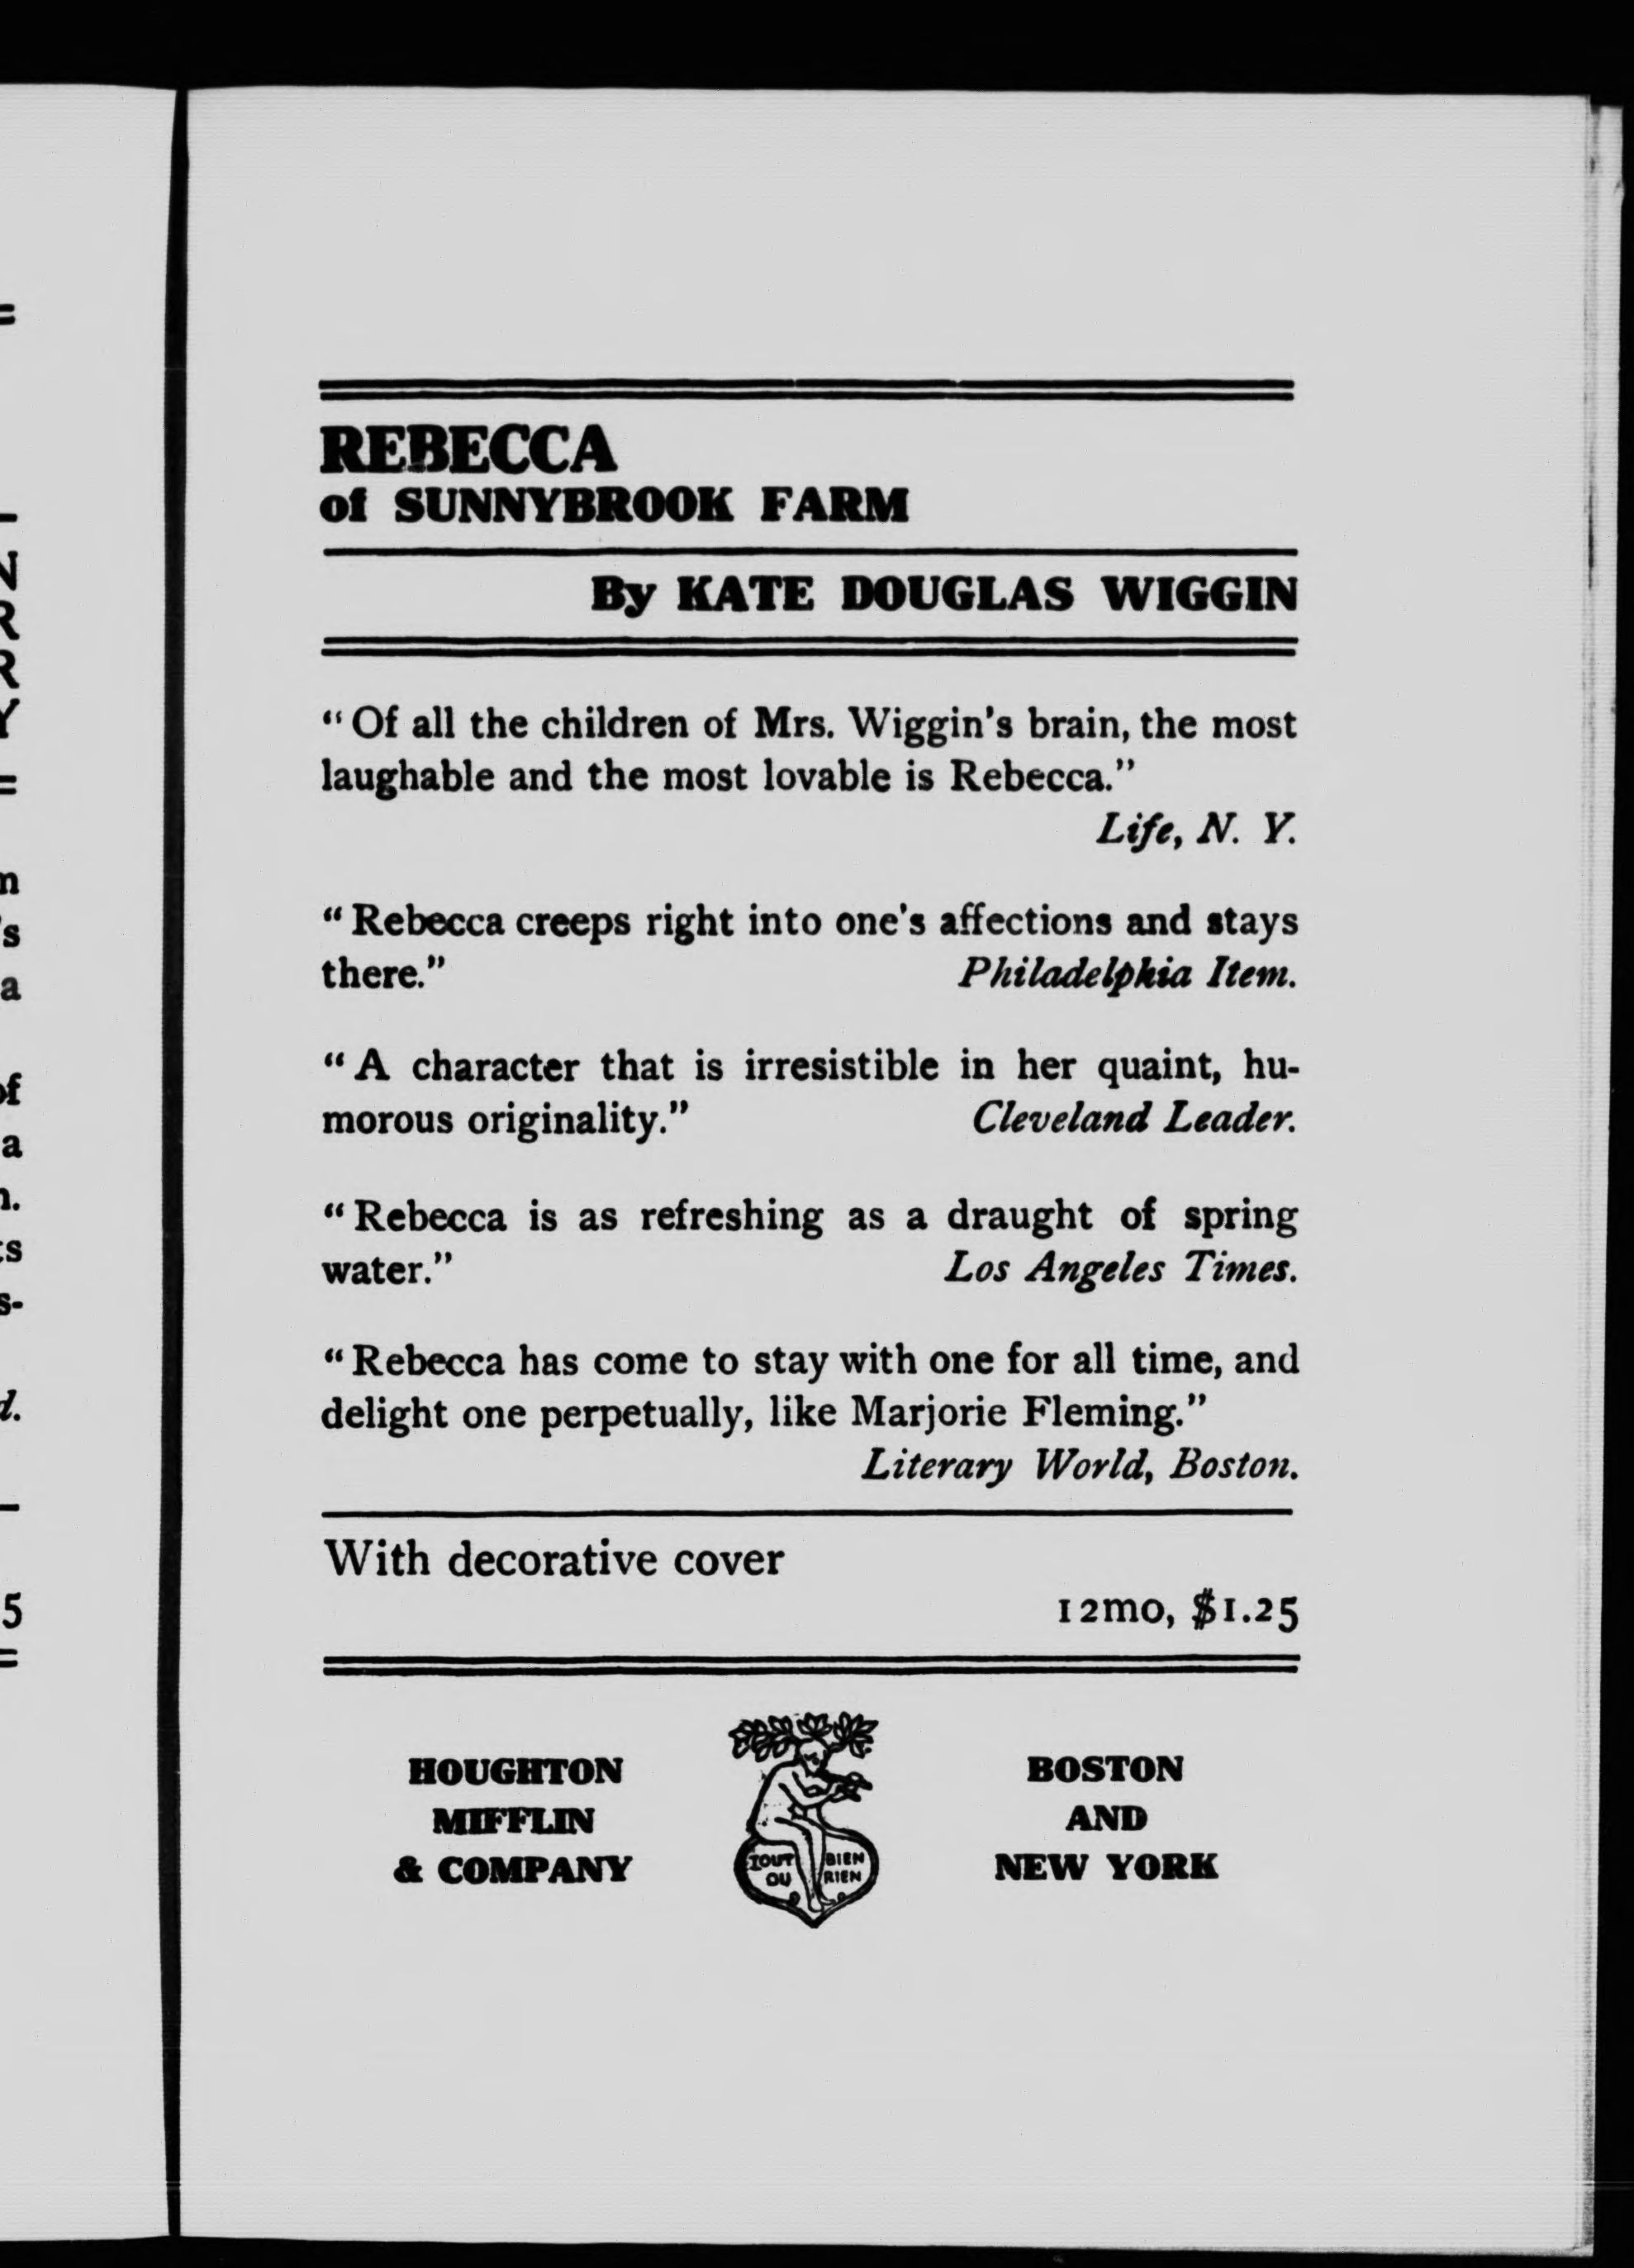 REBECCA
of SUNNYBROOK FARM
By KATE DOUGLAS WIGGIN
“Of all the children of Mrs. Wiggin's brain, the most
laughable and the most lovable is Rebecca.”
Life, N. Y.
“Rebecca creeps right into one's affections and stays
there.” Philadelphia Item.
“A character that is irresistible in her quaint, hu-
morous originality.” Cleveland Leader.
“Rebecca is as refreshing as a draught of spring
water.” Los Angeles Times.
“Rebecca has come to stay with one for all time, and
delight one perpetually, like Marjorie Fleming.”
Literary World, Boston.
With decorative cover
12mo, $1.25
HOUGHTON
MIFFLIN
& COMPANY
TOUT BIEN
OU RIEN
BOSTON
AND
NEW YORK